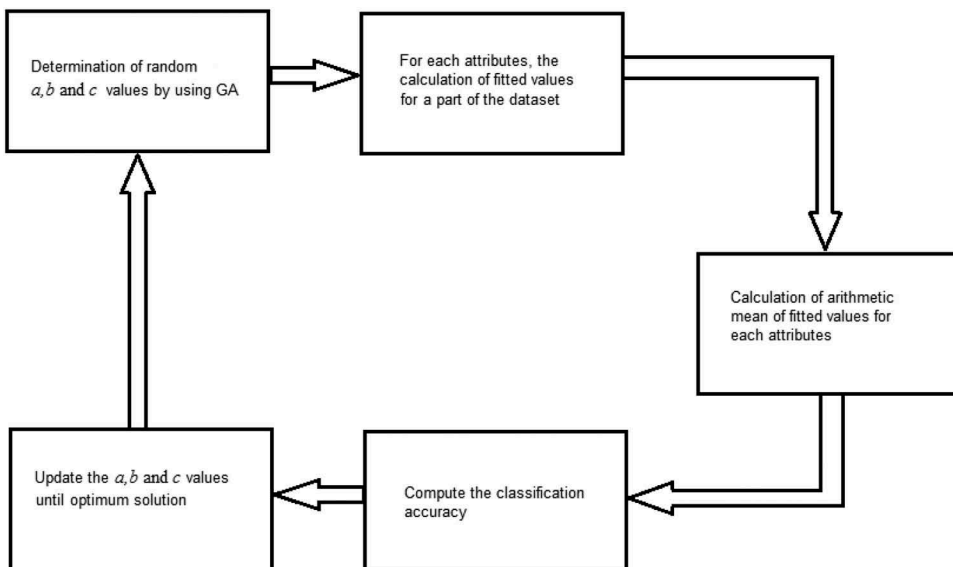 Determination of random
a,b and c values by using GA
For each attributes, the
calculation of fitted values
for a part of the dataset
Calculation of arithmetic
mean of fitted values for
each attributes
Compute the classification
accuracy
Update the a,b and c values
until optimum solution